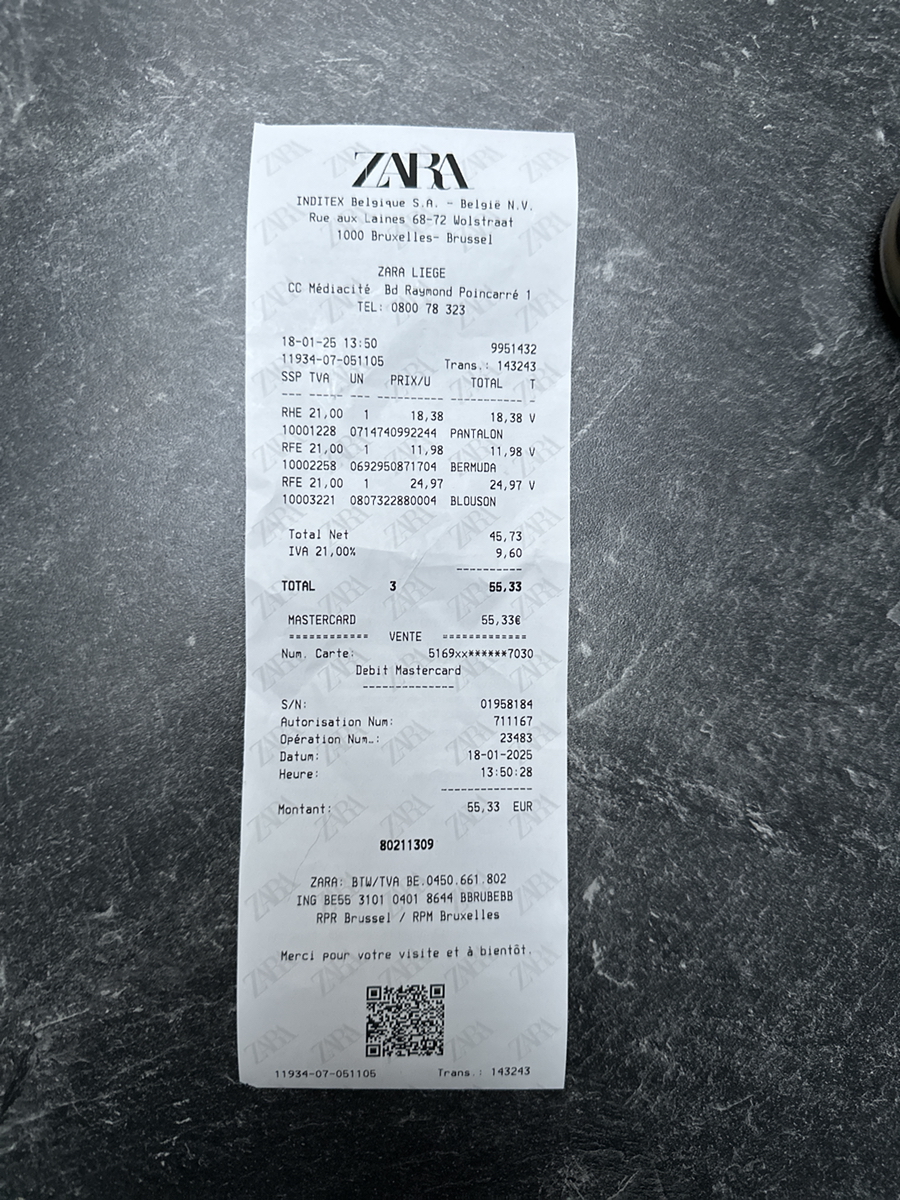 ZARA
INDITEX Belgique S.A. - België N.V.
Rue aux Laines 68-72 Wolstraat
1000 Bruxelles- Brussel
ZARA LIEGE
CC Médiacité Bd Raymond Poincarré 1
TEL: 0800 78 323
18-01-25 13:50 9951432
11934-07-051105 Trans.: 143243
SSP TVA UN PRIX/U TOTAL T
--- ----- --- ---------- ----------- -
RHE 21,00 1 18,38 18,38 V
10001228 0714740992244 PANTALON
RFE 21,00 1 11,98 11,98 V
10002258 0692950871704 BERMUDA
RFE 21,00 1 24,97 24,97 V
10003221 0807322880004 BLOUSON
Total Net 45,73
IVA 21,00% 9,60
----------
TOTAL 3 55,33
MASTERCARD 55,33€
============ VENTE =============
Num. Carte: 5169xx******7030
Debit Mastercard
--------------
S/N: 01958184
Autorisation Num: 711167
Opération Num.: 23483
Datum: 18-01-2025
Heure: 13:50:28
--------------
Montant: 55,33 EUR
80211309
ZARA: BTW/TVA BE.0450.661.802
ING BE55 3101 0401 8644 BBRUBEBB
RPR Brussel / RPM Bruxelles
Merci pour votre visite et à bientôt.
11934-07-051105 Trans.: 143243